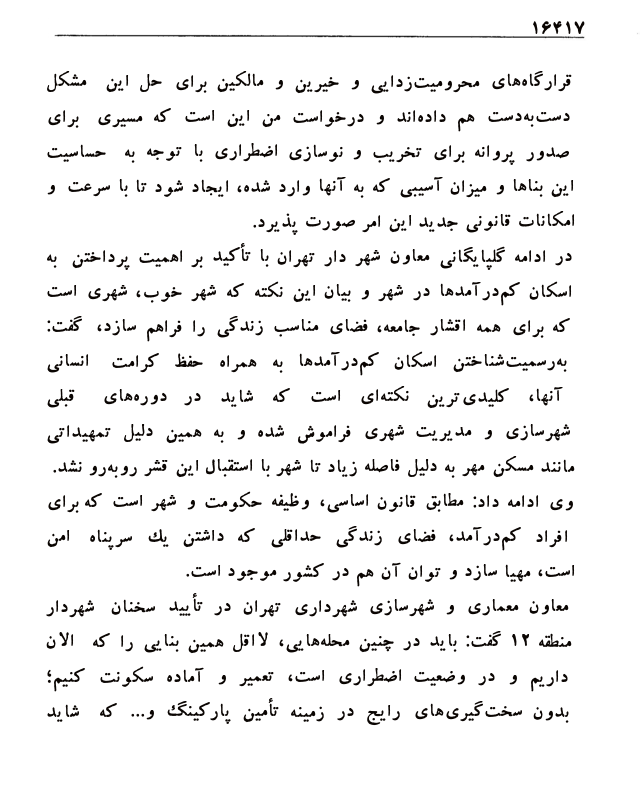 ۱۶۴۱۷
قرارگاه‌های محرومیت‌زدایی و خیرین و مالکین برای حل این مشکل
دست‌به‌دست هم داده‌اند و درخواست من این است که مسیری برای
صدور پروانه برای تخریب و نوسازی اضطراری با توجه به حساسیت
این بناها و میزان آسیبی که به آنها وارد شده، ایجاد شود تا با سرعت و
امکانات قانونی جدید این امر صورت پذیرد.
در ادامه گلپایگانی معاون شهر دار تهران با تأکید بر اهمیت پرداختن به
اسکان کم‌درآمدها در شهر و بیان این نکته که شهر خوب، شهری است
که برای همه اقشار جامعه، فضای مناسب زندگی را فراهم سازد، گفت:
به‌رسمیت‌شناختن اسکان کم‌درآمدها به همراه حفظ کرامت انسانی
آنها، کلیدی‌ترین نکته‌ای است که شاید در دوره‌های قبلی
شهرسازی و مدیریت شهری فراموش شده و به همین دلیل تمهیداتی
مانند مسکن مهر به دلیل فاصله زیاد تا شهر با استقبال این قشر روبه‌رو نشد.
وی ادامه داد: مطابق قانون اساسی، وظیفه حکومت و شهر است که برای
افراد کم‌درآمد، فضای زندگی حداقلی که داشتن یك سرپناه امن
است، مهیا سازد و توان آن هم در کشور موجود است.
معاون معماری و شهرسازی شهرداری تهران در تأیید سخنان شهردار
منطقه ۱۲ گفت: باید در چنین محله‌هایی، لااقل همین بنایی را که الان
داریم و در وضعیت اضطراری است، تعمیر و آماده سکونت کنیم؛
بدون سخت‌گیری‌های رایج در زمینه تأمین پارکینگ و... که شاید